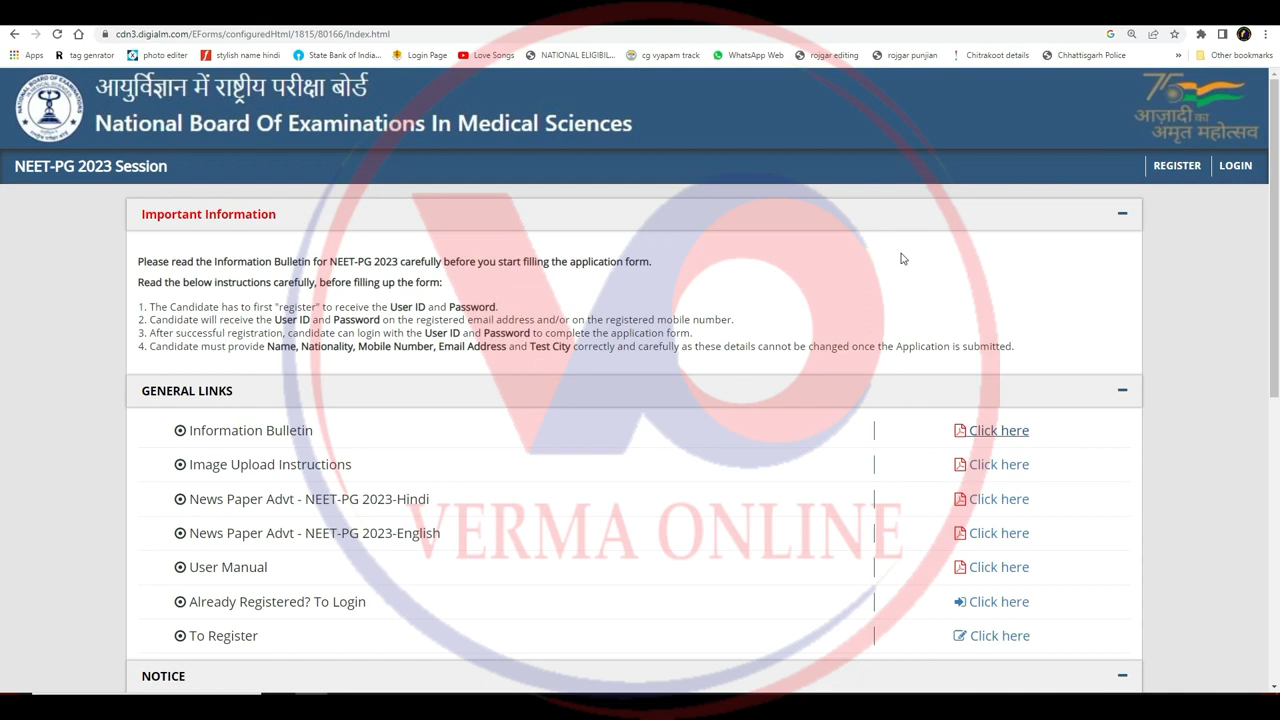 cdn3.digialm.com/EForms/configuredHtml/1815/80166/Index.html
Apps
tag genrator
photo editer
stylish name hindi
State Bank of India...
Login Page
Love Songs
NATIONAL ELIGIBIL...
cg vyapam track
WhatsApp Web
rojgar editing
rojgar punjian
Chitrakoot details
Chhattisgarh Police
»
Other bookmarks
आयुर्विज्ञान में राष्ट्रीय परीक्षा बोर्ड
National Board Of Examinations In Medical Sciences
75
आज़ादी का
अमृत महोत्सव
NEET-PG 2023 Session
REGISTER
LOGIN
Important Information
Please read the Information Bulletin for NEET-PG 2023 carefully before you start filling the application form.
Read the below instructions carefully, before filling up the form:
1. The Candidate has to first "register" to receive the User ID and Password.
2. Candidate will receive the User ID and Password on the registered email address and/or on the registered mobile number.
3. After successful registration, candidate can login with the User ID and Password to complete the application form.
4. Candidate must provide Name, Nationality, Mobile Number, Email Address and Test City correctly and carefully as these details cannot be changed once the Application is submitted.
GENERAL LINKS
Information Bulletin Click here
Image Upload Instructions Click here
News Paper Advt - NEET-PG 2023-Hindi Click here
News Paper Advt - NEET-PG 2023-English Click here
User Manual Click here
Already Registered? To Login Click here
To Register Click here
NOTICE
VO
VERMA ONLINE